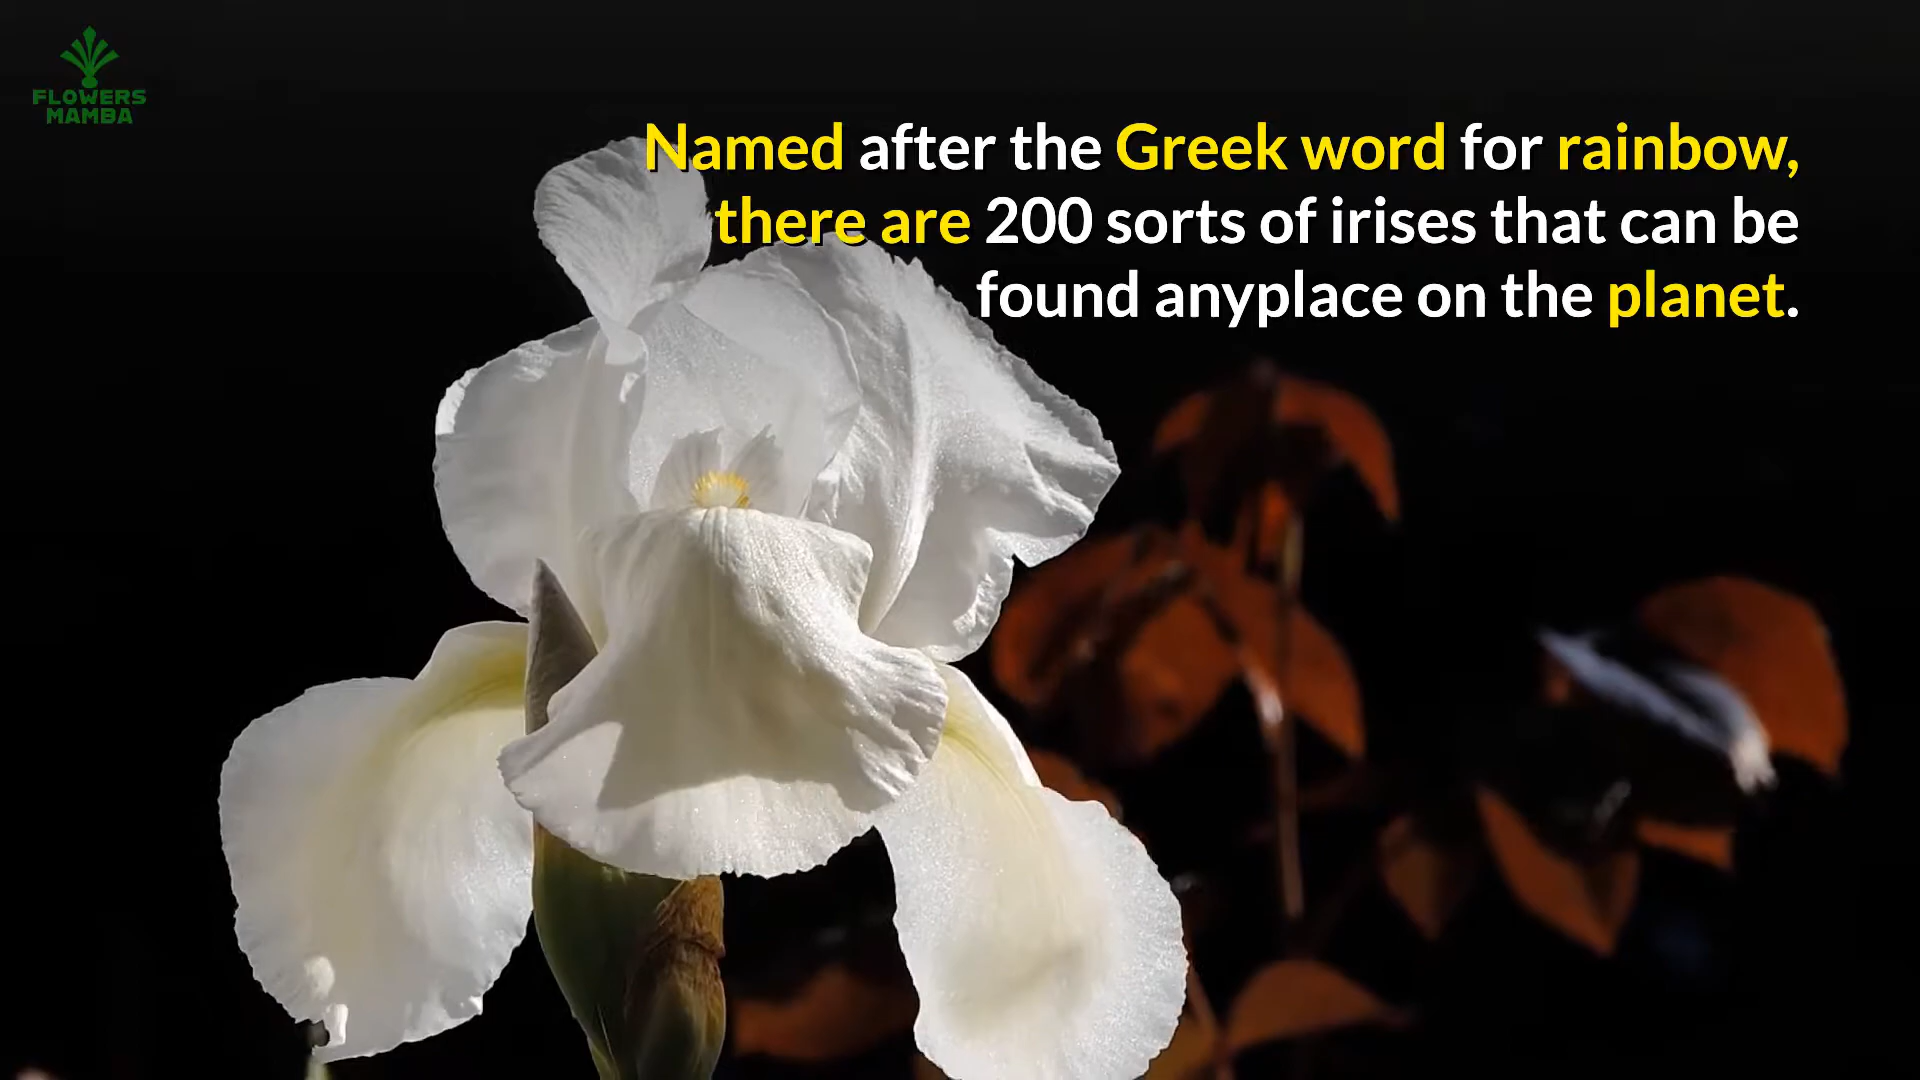 FLOWERS
MAMBA
Named after the Greek word for rainbow,
there are 200 sorts of irises that can be
found anyplace on the planet.